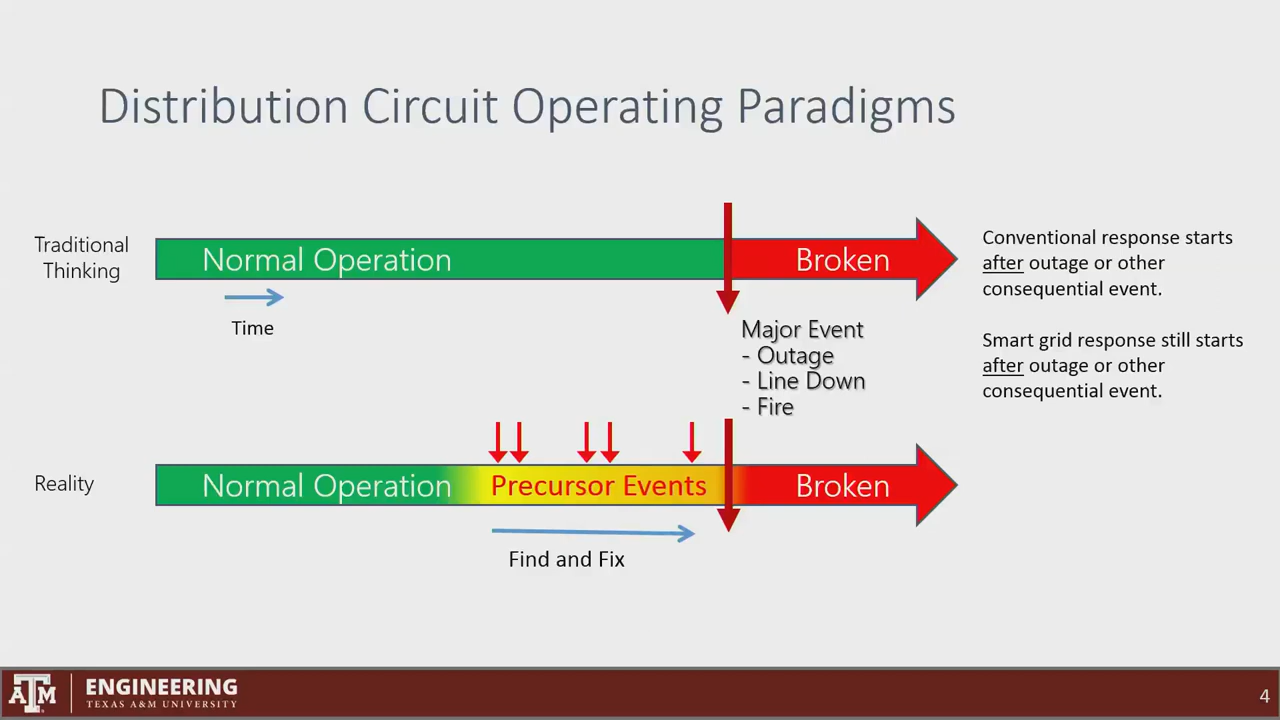 Distribution Circuit Operating Paradigms
Traditional
Thinking
Normal Operation
Broken
Time
Major Event
- Outage
- Line Down
- Fire
Conventional response starts
after outage or other
consequential event.
Smart grid response still starts
after outage or other
consequential event.
Reality
Normal Operation
Precursor Events
Broken
Find and Fix
ATM
ENGINEERING
TEXAS A&M UNIVERSITY
4